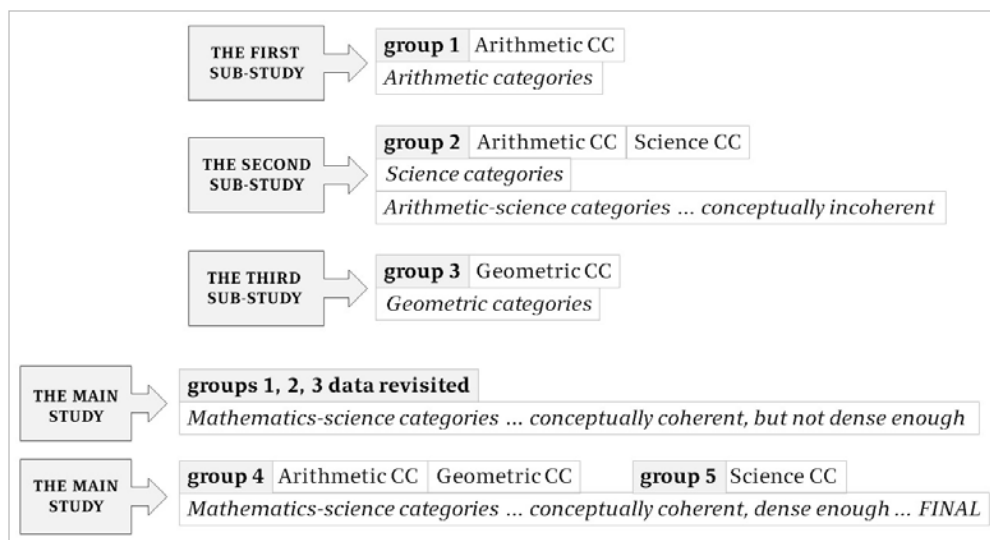 THE FIRST
SUB-STUDY
group 1 Arithmetic CC
Arithmetic categories
THE SECOND
SUB-STUDY
group 2 Arithmetic CC Science CC
Science categories
Arithmetic-science categories ... conceptually incoherent
THE THIRD
SUB-STUDY
group 3 Geometric CC
Geometric categories
THE MAIN
STUDY
groups 1, 2, 3 data revisited
Mathematics-science categories ... conceptually coherent, but not dense enough
THE MAIN
STUDY
group 4 Arithmetic CC Geometric CC group 5 Science CC
Mathematics-science categories ... conceptually coherent, dense enough ... FINAL